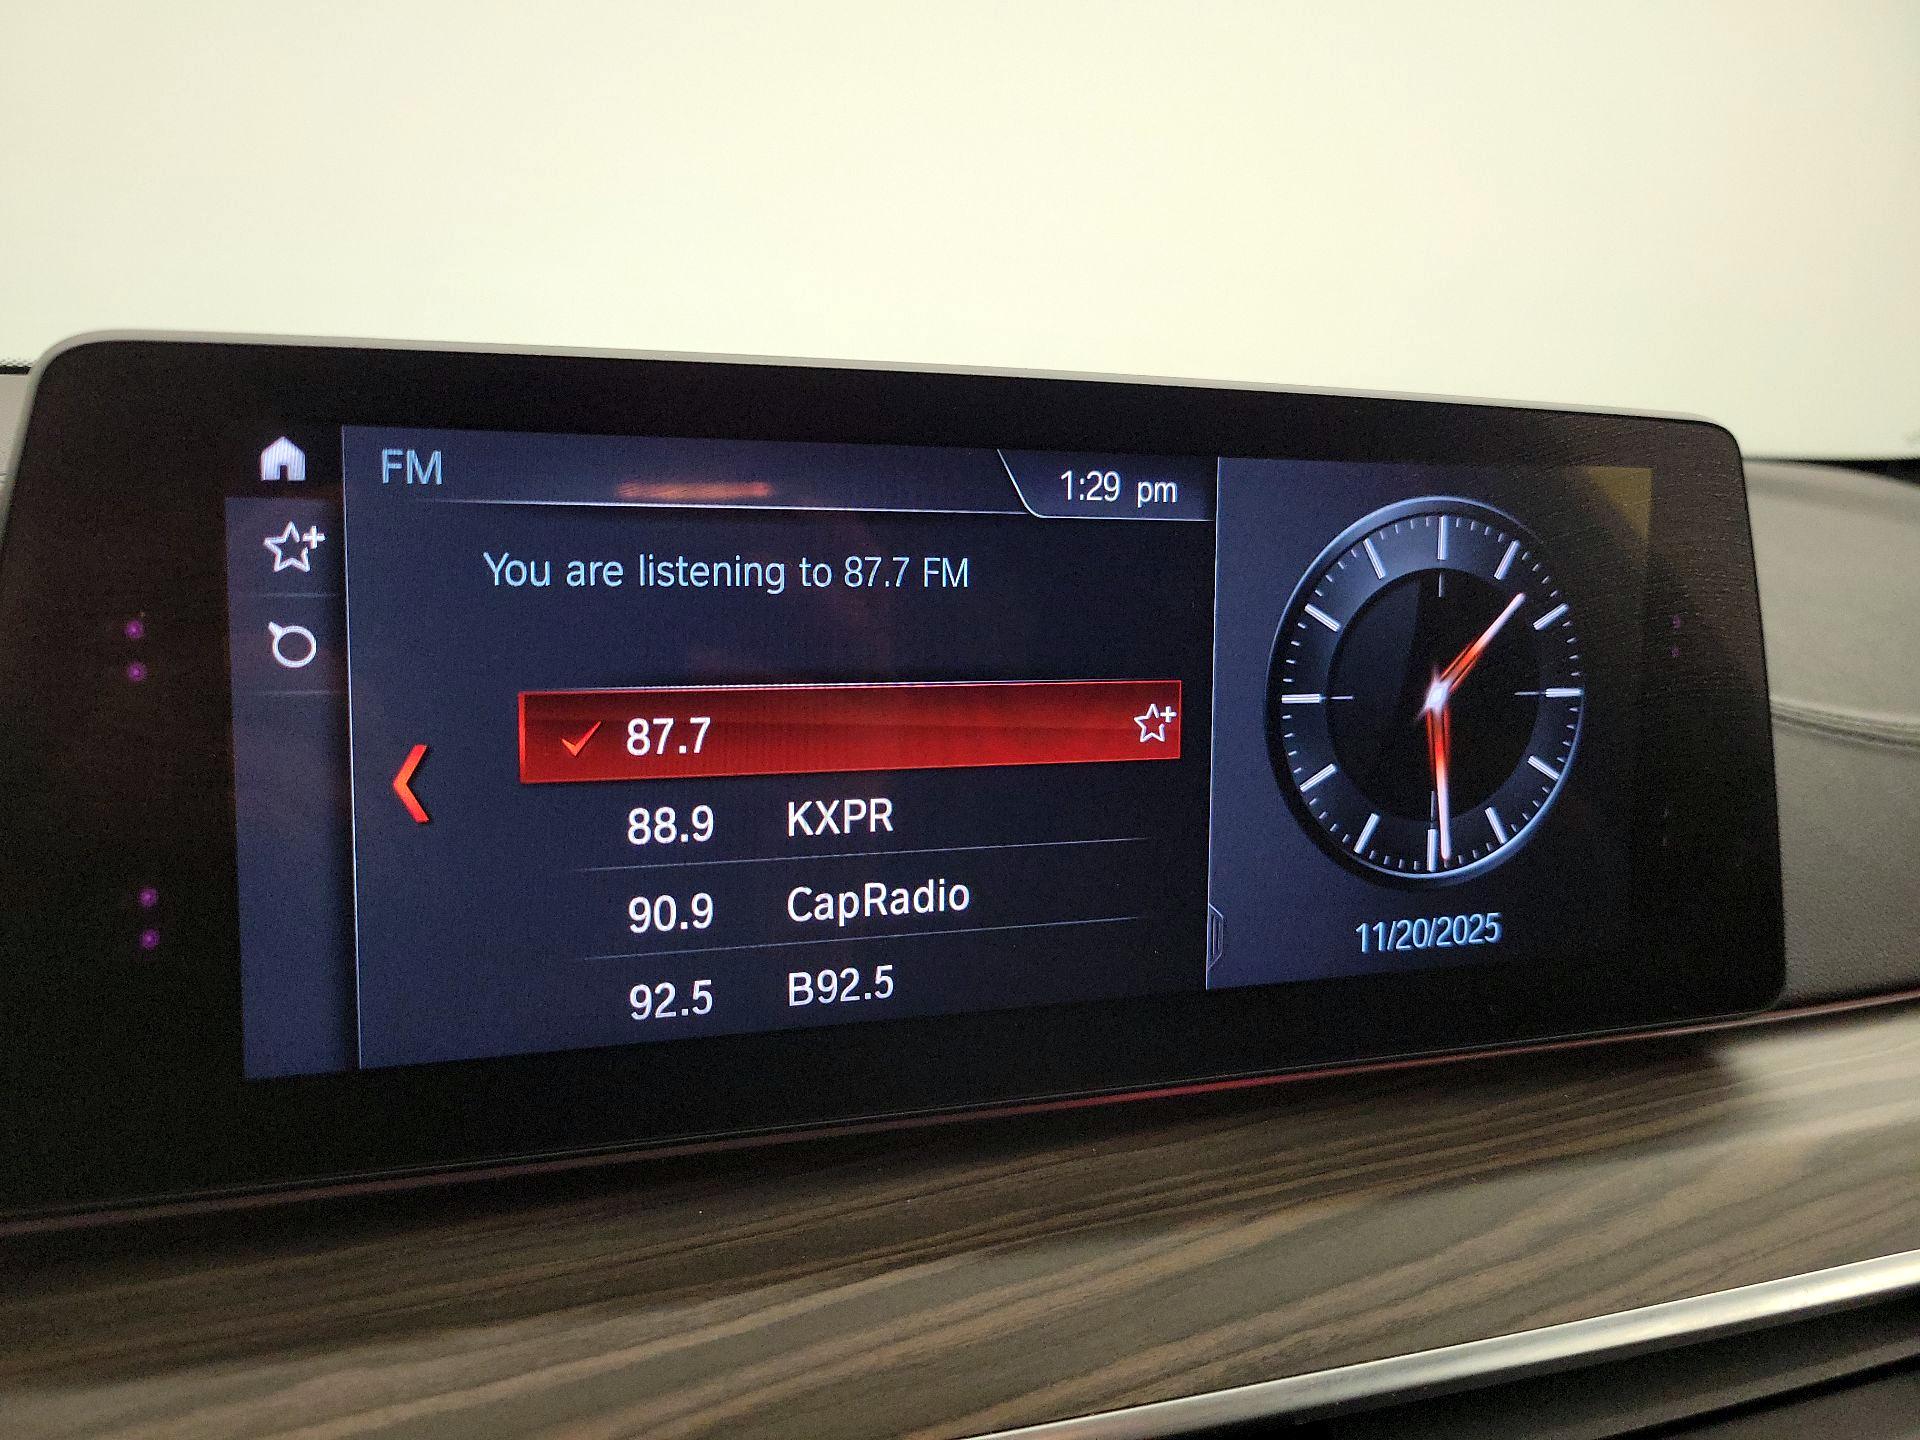 FM
1:29 pm
You are listening to 87.7 FM
87.7
88.9 KXPR
90.9 CapRadio
92.5 B92.5
11/20/2025